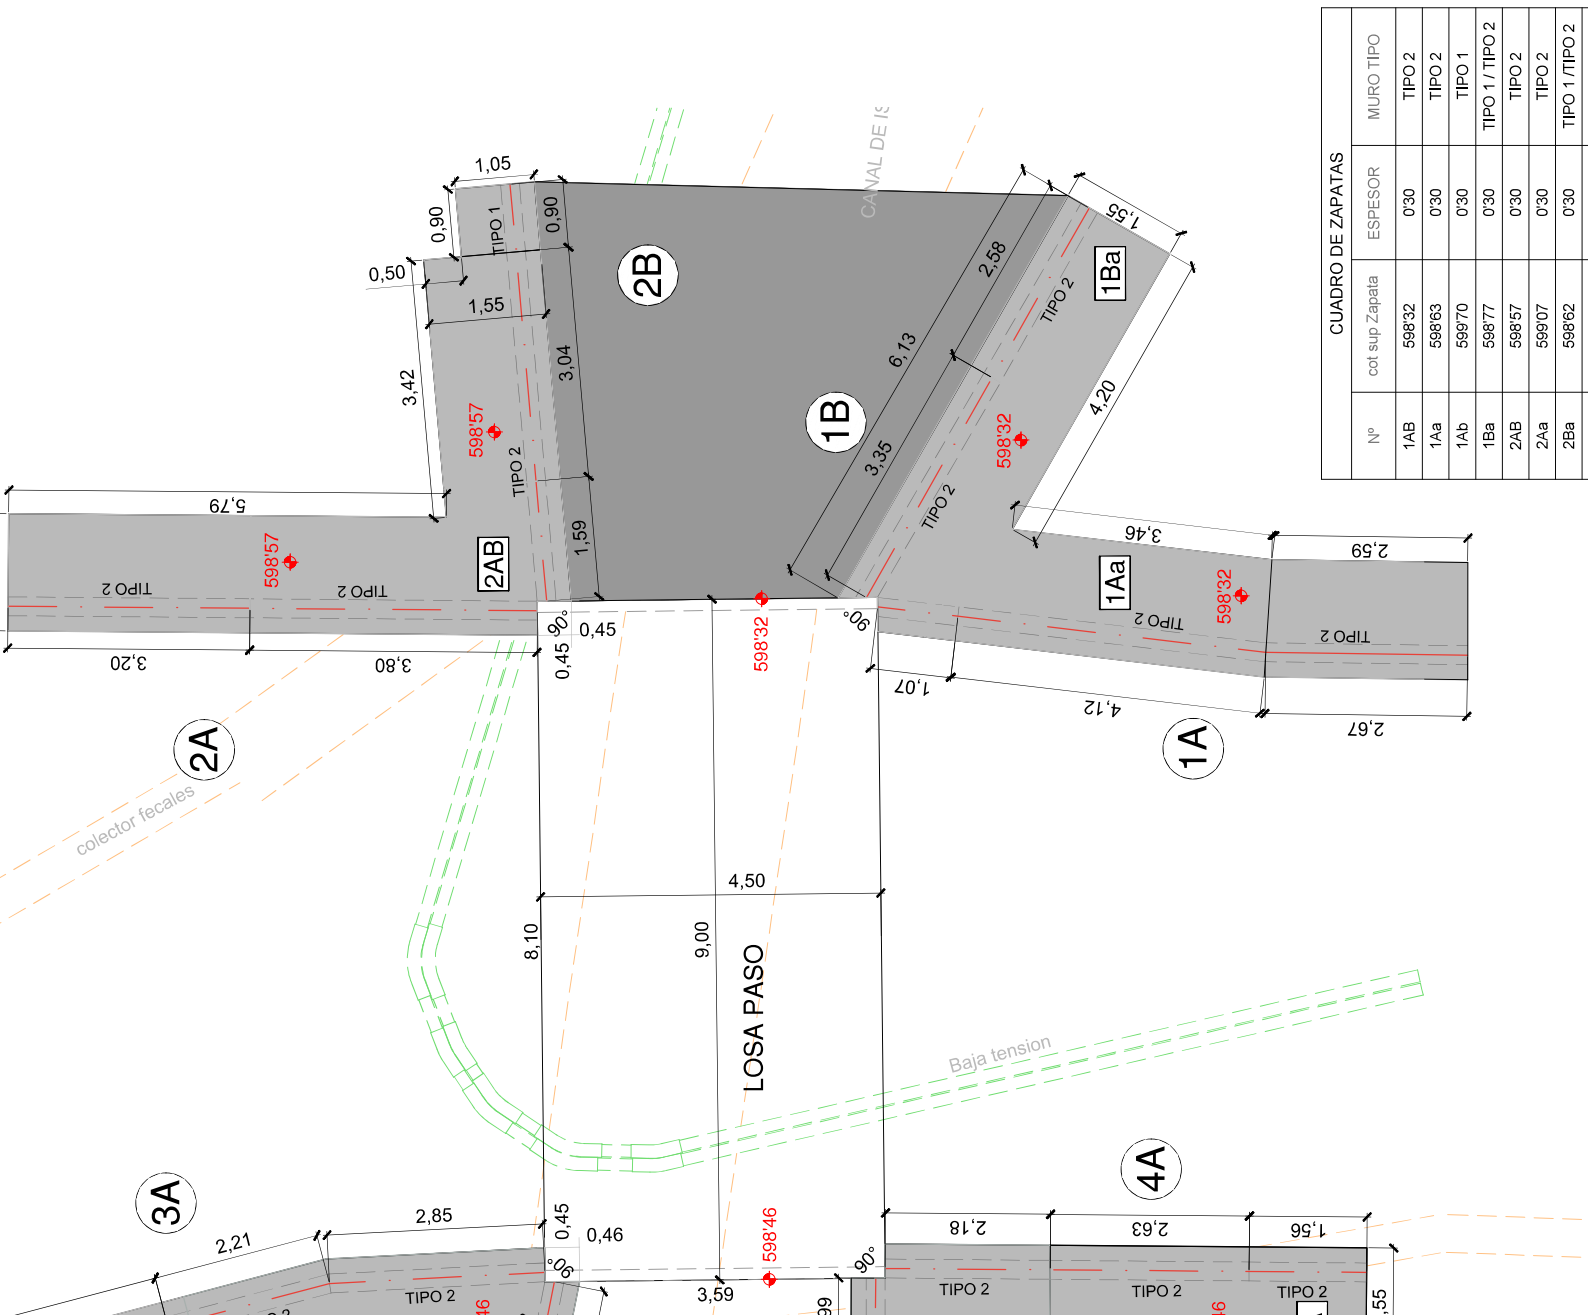 CUADRO DE ZAPATAS
Nº cot sup Zapata ESPESOR MURO TIPO
1AB 598'32 0'30 TIPO 2
1Aa 598'63 0'30 TIPO 2
1Ab 599'70 0'30 TIPO 1
1Ba 598'77 0'30 TIPO 1 / TIPO 2
2AB 598'57 0'30 TIPO 2
2Aa 599'07 0'30 TIPO 2
2Ba 598'62 0'30 TIPO 1 /TIPO 2
CANAL DE
1,05
0,90
TIPO 1
0,90
0,50
1,55
3,42
3,04
598'57
TIPO 2
1,59
2AB
2B
1B
2,58
6,13
3,35
1,55
1Ba
TIPO 2
4,20
598'32
TIPO 2
5,79
598'57
TIPO 2
TIPO 2
3,20
3,80
90°
0,45
0,45
598'32
90°
3,46
1Aa
598'32
2,59
TIPO 2
TIPO 2
1,07
4,12
2,67
2A
1A
colector fecales
4,50
8,10
9,00
LOSA PASO
Baja tension
3A
4A
2,21
2,85
0,45
0,46
598'46
90°
90°
3,59
TIPO 2
46
2,18
2,63
1,56
TIPO 2
TIPO 2
TIPO 2
99
46
,55